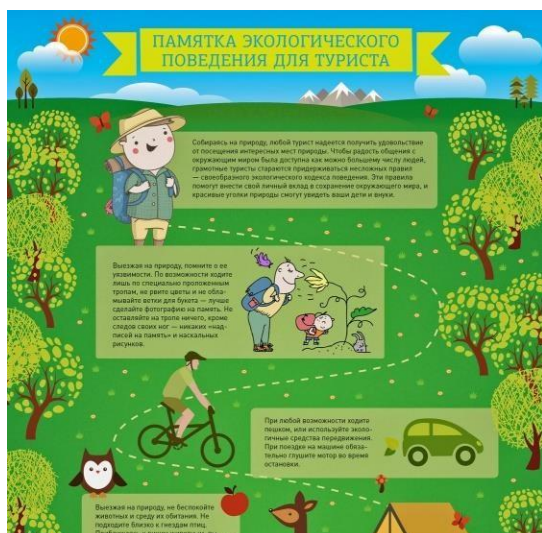 ПАМЯТКА ЭКОЛОГИЧЕСКОГО
ПОВЕДЕНИЯ ДЛЯ ТУРИСТА
Собираясь на природу, любой турист надеется получить удовольствие
от посещения интересных мест природы. Чтобы радость общения с
окружающим миром была доступна как можно большему числу людей,
грамотные туристы стараются придерживаться несложных правил
— своеобразного экологического кодекса поведения. Эти правила
помогут внести свой личный вклад в сохранение окружающего мира, и
красивые уголки природы смогут увидеть ваши дети и внуки.
Выезжая на природу, помните о ее
уязвимости. По возможности ходите
лишь по специально проложенным
тропам, не рвите цветы и не обла-
мывайте ветки для букета — лучше
сделайте фотографию на память. Не
оставляйте на тропе ничего, кроме
следов своих ног — никаких «над-
писей на память» и наскальных
рисунков.
При любой возможности ходите
пешком, или используйте эколо-
гичные средства передвижения.
При поездке на машине обяза-
тельно глушите мотор во время
остановки.
Выезжая на природу, не беспокойте
животных и среду их обитания. Не
подходите близко к гнездам птиц.